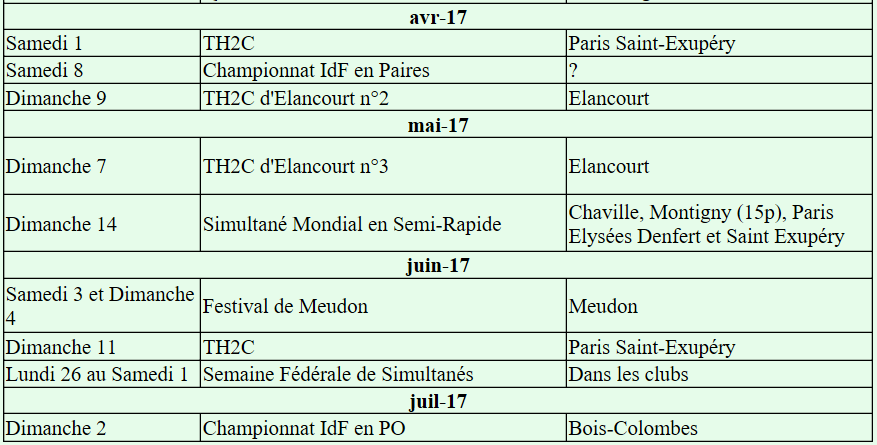 avr-17
Samedi 1 TH2C Paris Saint-Exupéry
Samedi 8 Championnat IdF en Paires ?
Dimanche 9 TH2C d'Elancourt n°2 Elancourt
mai-17
Dimanche 7 TH2C d'Elancourt n°3 Elancourt
Dimanche 14 Simultané Mondial en Semi-Rapide Chaville, Montigny (15p), Paris
Elysées Denfert et Saint Exupéry
juin-17
Samedi 3 et Dimanche
4 Festival de Meudon Meudon
Dimanche 11 TH2C Paris Saint-Exupéry
Lundi 26 au Samedi 1 Semaine Fédérale de Simultanés Dans les clubs
juil-17
Dimanche 2 Championnat IdF en PO Bois-Colombes